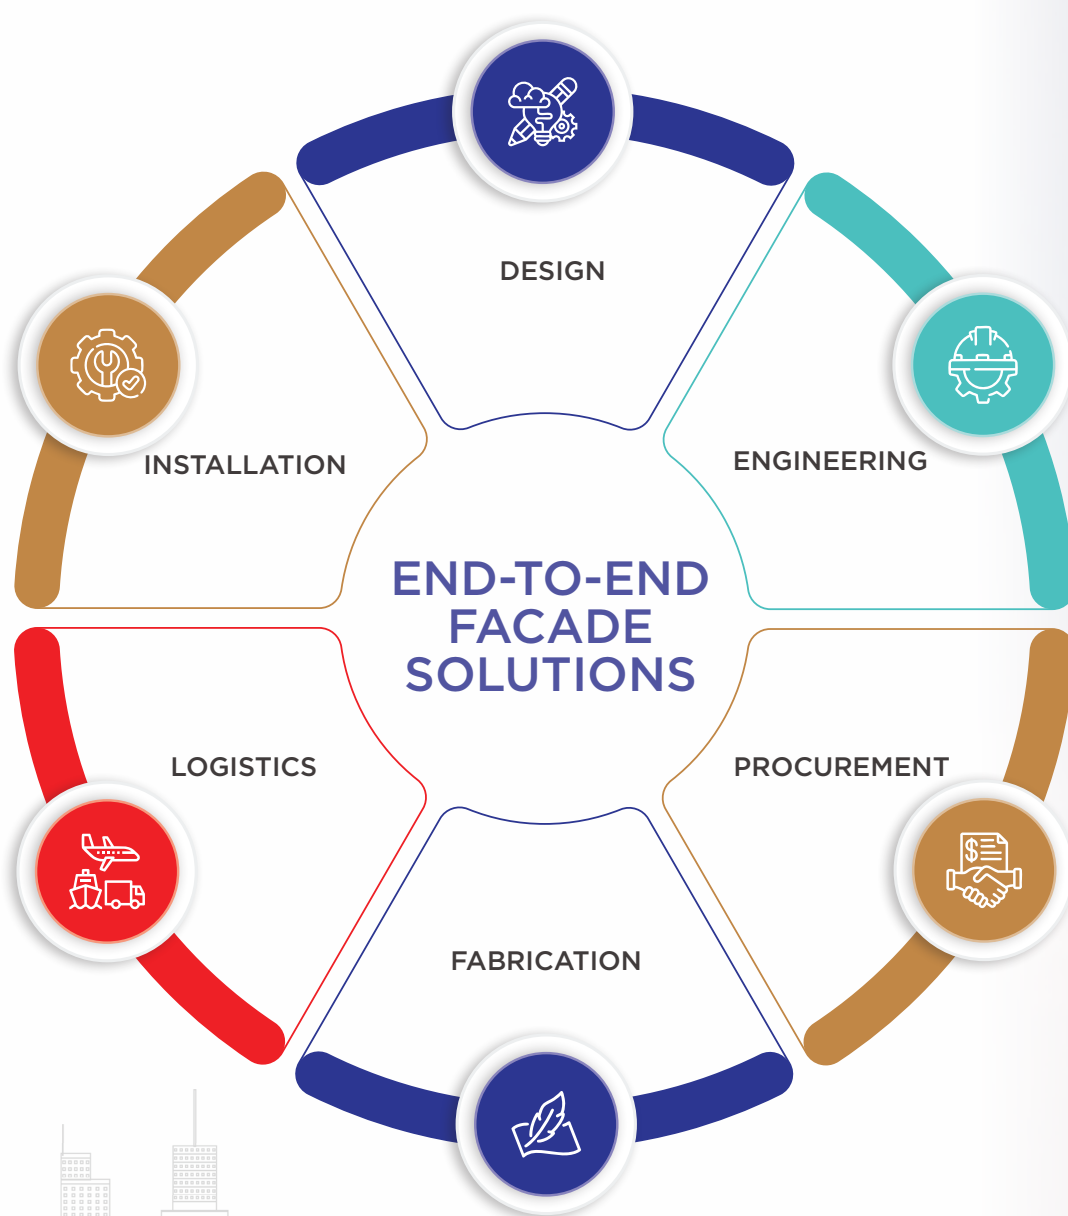 DESIGN
ENGINEERING
INSTALLATION
END-TO-END
FACADE
SOLUTIONS
LOGISTICS
PROCUREMENT
FABRICATION
$